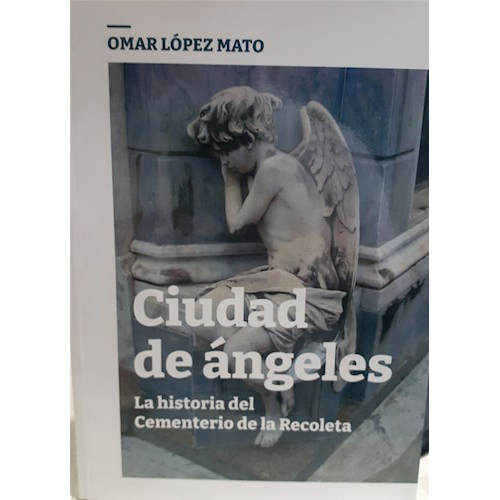 OMAR LÓPEZ MATO
Ciudad
de ángeles
La historia del
Cementerio de la Recoleta